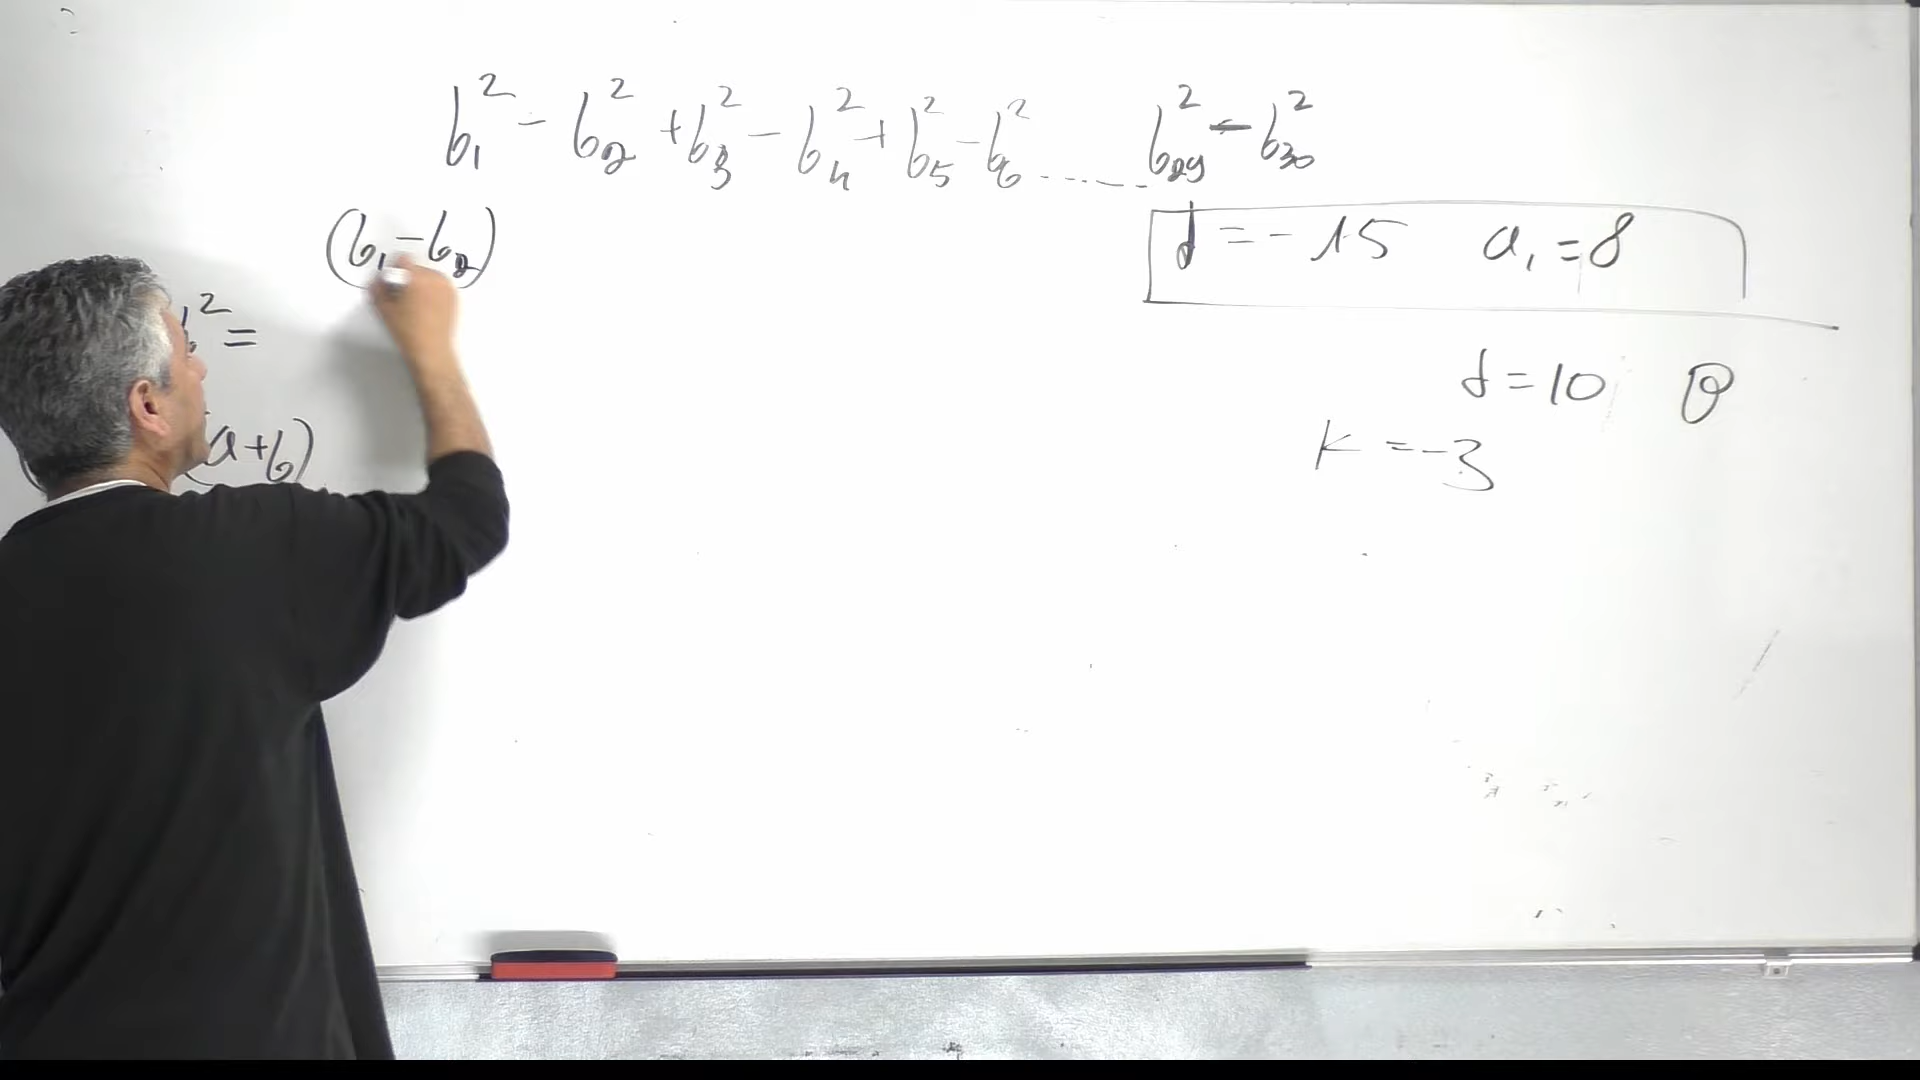 b₁² - b₂² + b₃² - b₄² + b₅² - b₆² ........ b₂₉² - b₃₀²
(b₁ - b₂)
d = -15 a₁ = 8
² =
d = 10
(a+b)
k = -3